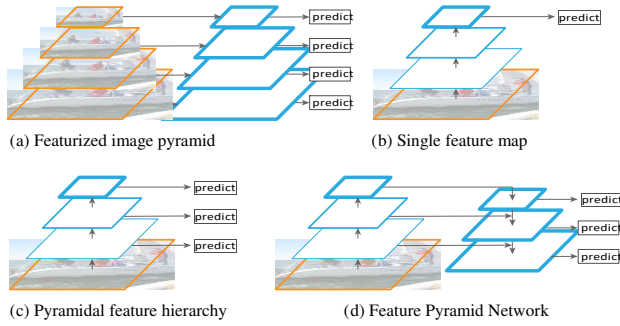 predict
predict
predict
predict
predict
(a) Featurized image pyramid
(b) Single feature map
predict
predict
predict
predict
predict
predict
(c) Pyramidal feature hierarchy
(d) Feature Pyramid Network